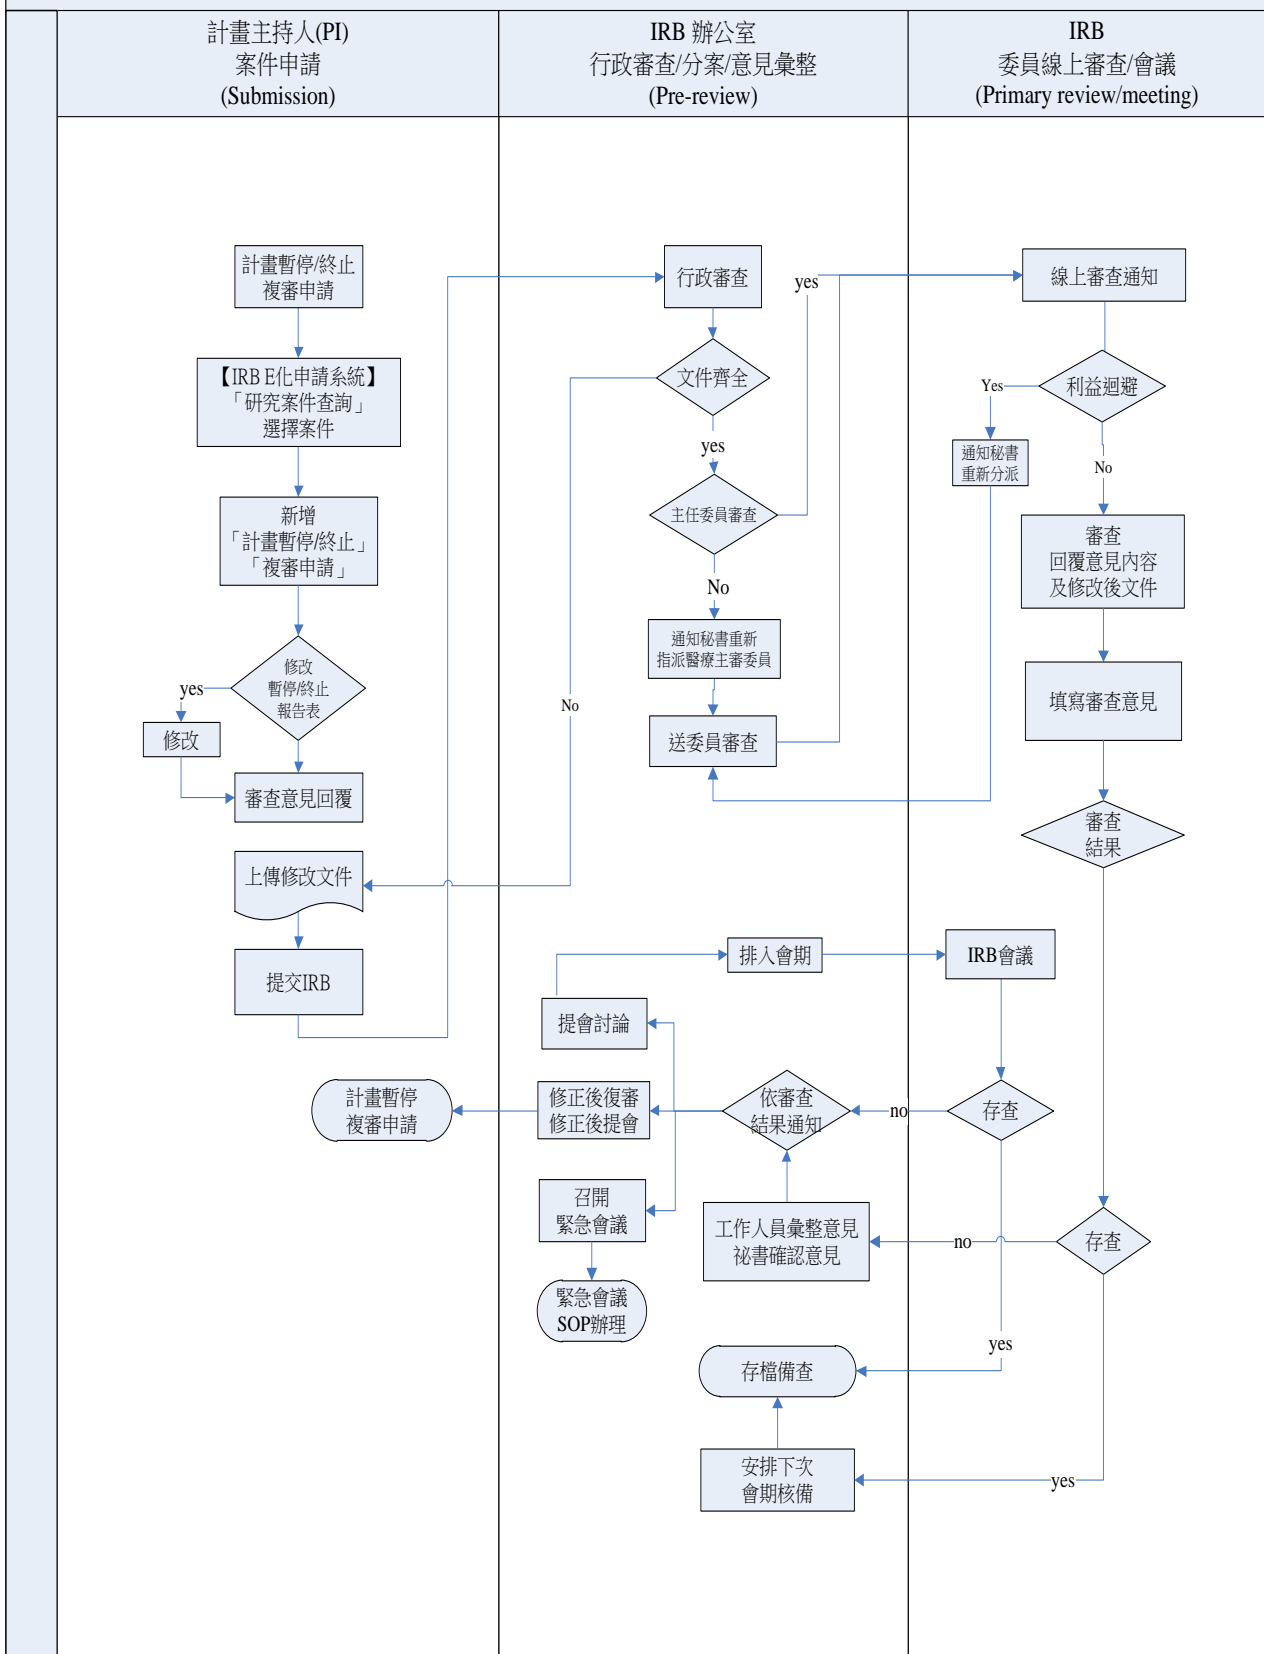 計畫主持人(PI)
案件申請
(Submission)
IRB 辦公室
行政審查/分案/意見彙整
(Pre-review)
IRB
委員線上審查/會議
(Primary review/meeting)
計畫暫停/終止
複審申請
【IRB E化申請系統】
「研究案件查詢」
選擇案件
新增
「計畫暫停/終止」
「複審申請」
修改
暫停/終止
報告表
yes
修改
審查意見回覆
上傳修改文件
提交IRB
計畫暫停
複審申請
行政審查
文件齊全
yes
No
主任委員審查
yes
No
通知秘書重新
指派醫療主審委員
送委員審查
排入會期
提會討論
修正後復審
修正後提會
依審查
結果通知
召開
緊急會議
緊急會議
SOP辦理
工作人員彙整意見
祕書確認意見
存檔備查
安排下次
會期核備
線上審查通知
利益迴避
Yes
通知秘書
重新分派
No
審查
回覆意見內容
及修改後文件
填寫審查意見
審查
結果
IRB會議
存查
no
yes
存查
no
yes